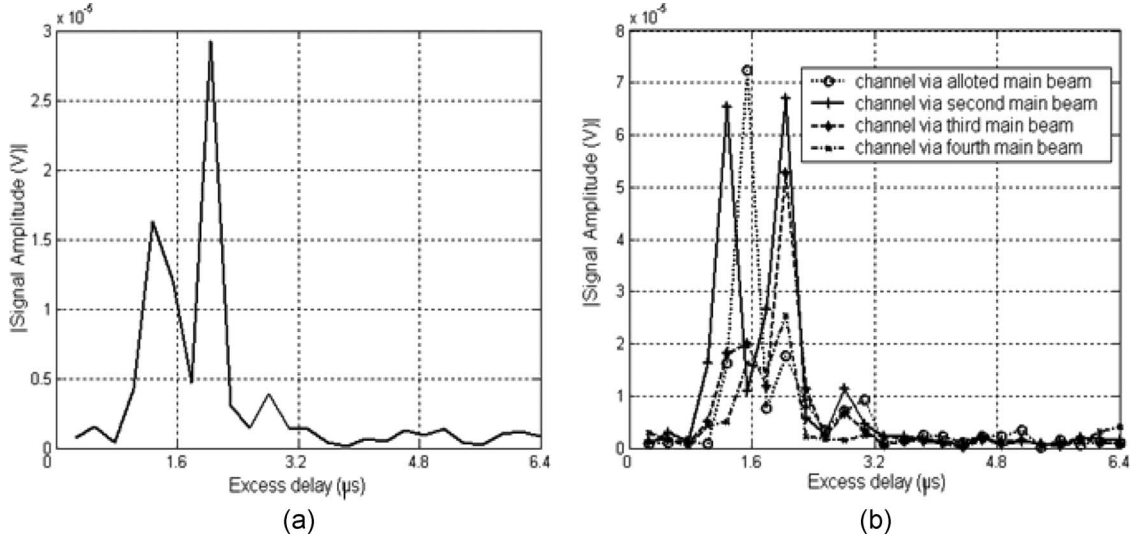 x 10⁻⁵
3
2.5
2
1.5
1
0.5
0
|Signal Amplitude (V)|
0 1.6 3.2 4.8 6.4
Excess delay (μs)
(a)
x 10⁻⁵
8
7
6
5
4
3
2
1
0
|Signal Amplitude (V)|
channel via alloted main beam
channel via second main beam
channel via third main beam
channel via fourth main beam
0 1.6 3.2 4.8 6.4
Excess delay (μs)
(b)